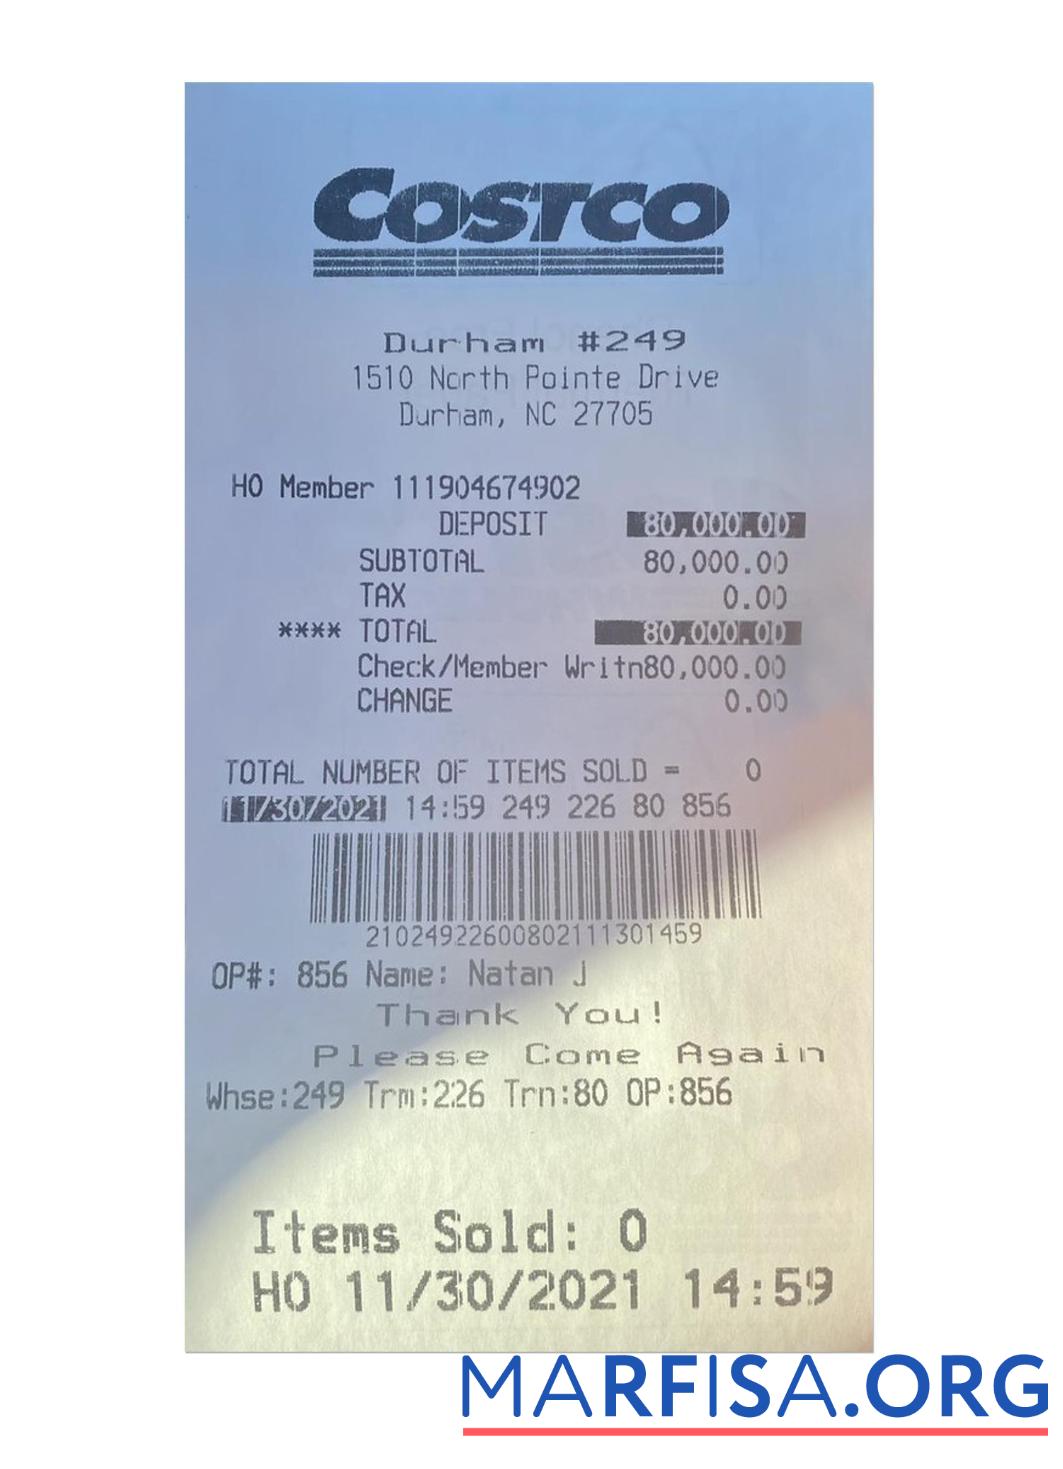 COSTCO
Durham #249
1510 North Pointe Drive
Durham, NC 27705
HO Member 111904674902
DEPOSIT 80,000.00
SUBTOTAL 80,000.00
TAX 0.00
**** TOTAL 80,000.00
Check/Member Writn80,000.00
CHANGE 0.00
TOTAL NUMBER OF ITEMS SOLD = 0
11/30/2021 14:59 249 226 80 856
21024922600802111301459
OP#: 856 Name: Natan J
Thank You!
Please Come Again
Whse:249 Trm:226 Trn:80 OP:856
Items Sold: 0
HO 11/30/2021 14:59
MARFISA.ORG